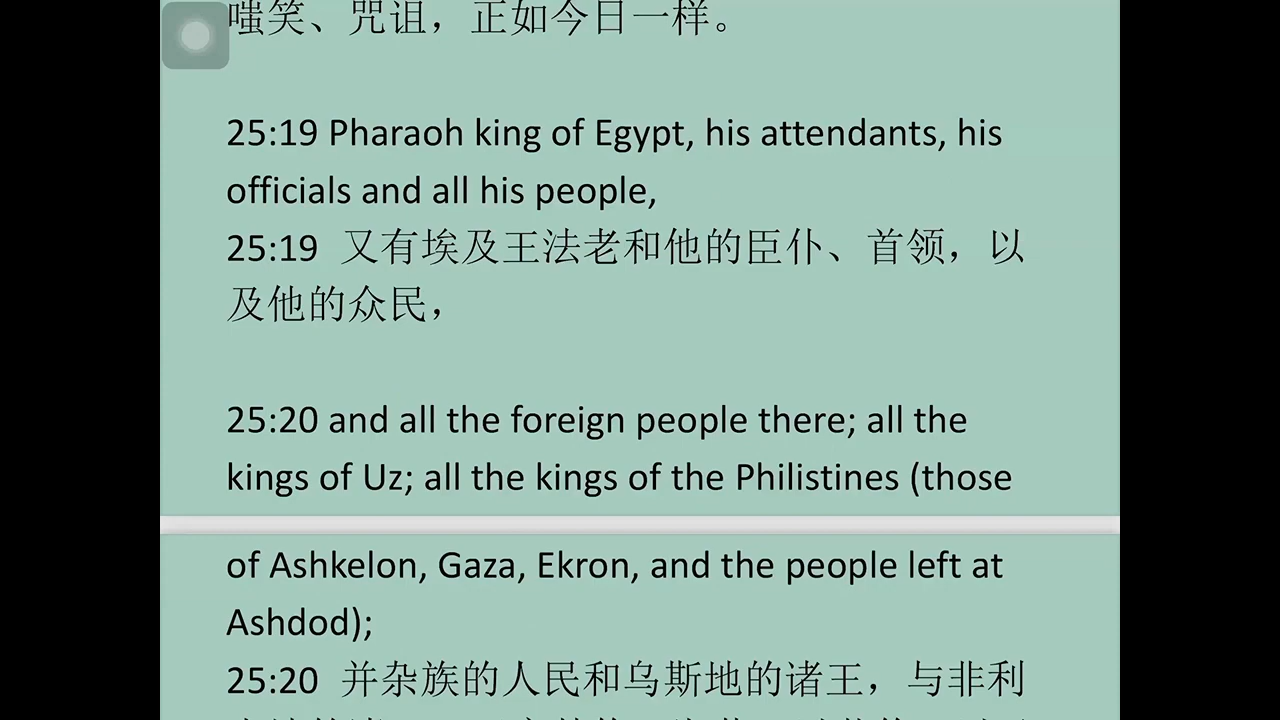 嗤笑、咒诅，正如今日一样。
25:19 Pharaoh king of Egypt, his attendants, his
officials and all his people,
25:19 又有埃及王法老和他的臣仆、首领，以
及他的众民，
25:20 and all the foreign people there; all the
kings of Uz; all the kings of the Philistines (those
of Ashkelon, Gaza, Ekron, and the people left at
Ashdod);
25:20 并杂族的人民和乌斯地的诸王，与非利